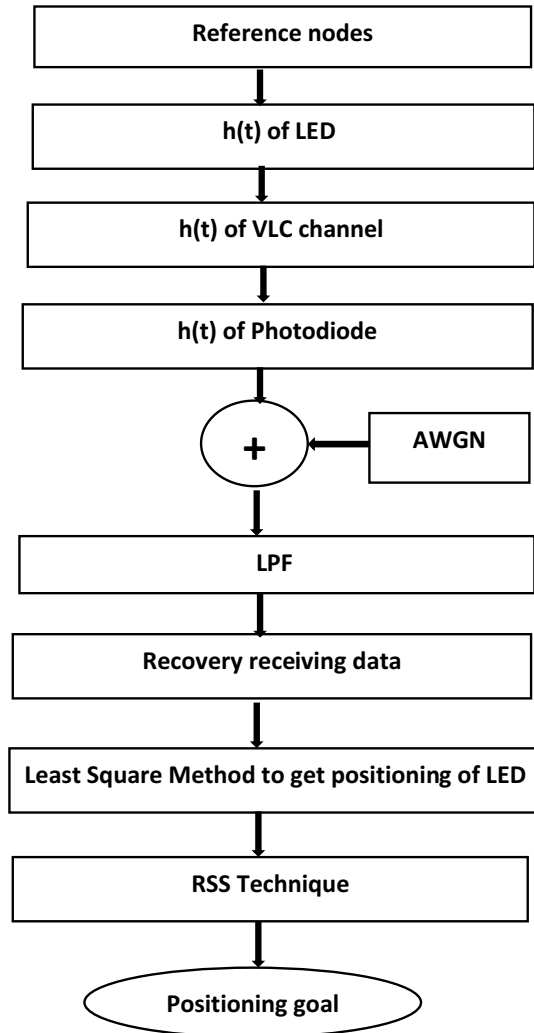 Reference nodes
h(t) of LED
h(t) of VLC channel
h(t) of Photodiode
+
AWGN
LPF
Recovery receiving data
Least Square Method to get positioning of LED
RSS Technique
Positioning goal